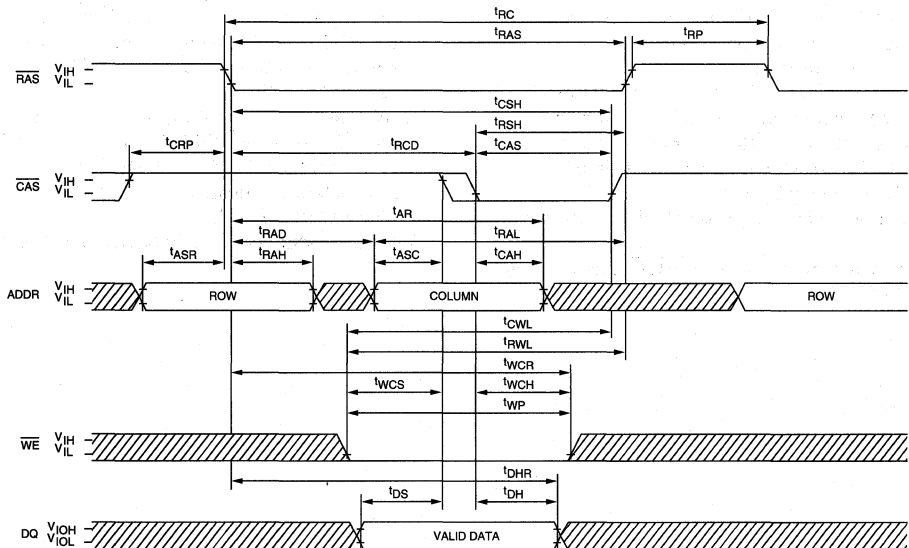 tRC
tRAS
tRP
RAS VIH
VIL
tCSH
tRSH
tCRP
tRCD
tCAS
CAS VIH
VIL
tAR
tRAD
tRAL
tASR
tRAH
tASC
tCAH
ADDR VIH
VIL
ROW
COLUMN
ROW
tCWL
tRWL
tWCR
tWCS
tWCH
tWP
WE VIH
VIL
tDHR
tDS
tDH
DQ VIOH
VIOL
VALID DATA